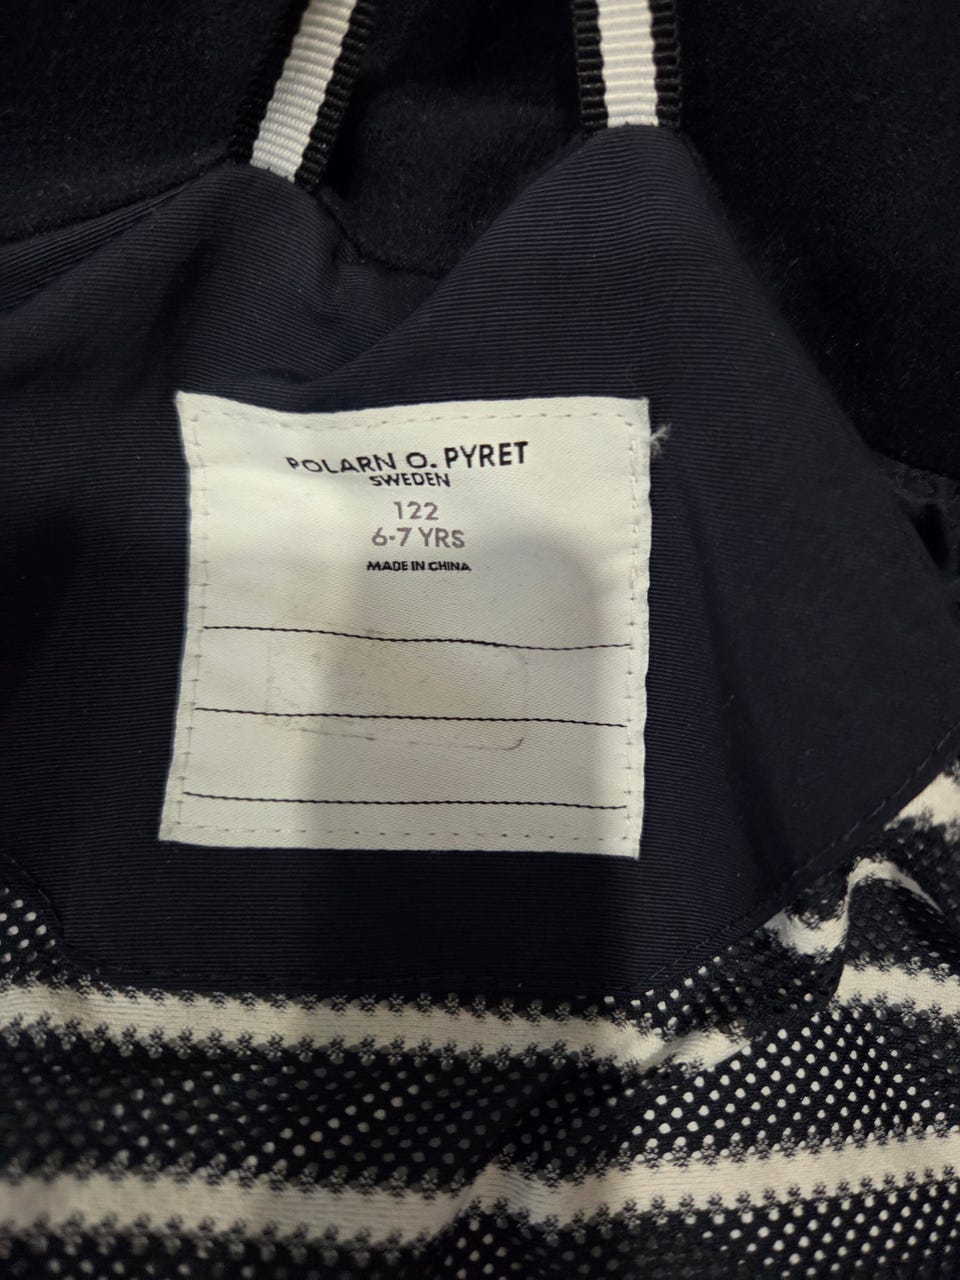 POLARN O. PYRET
SWEDEN
122
6-7 YRS
MADE IN CHINA